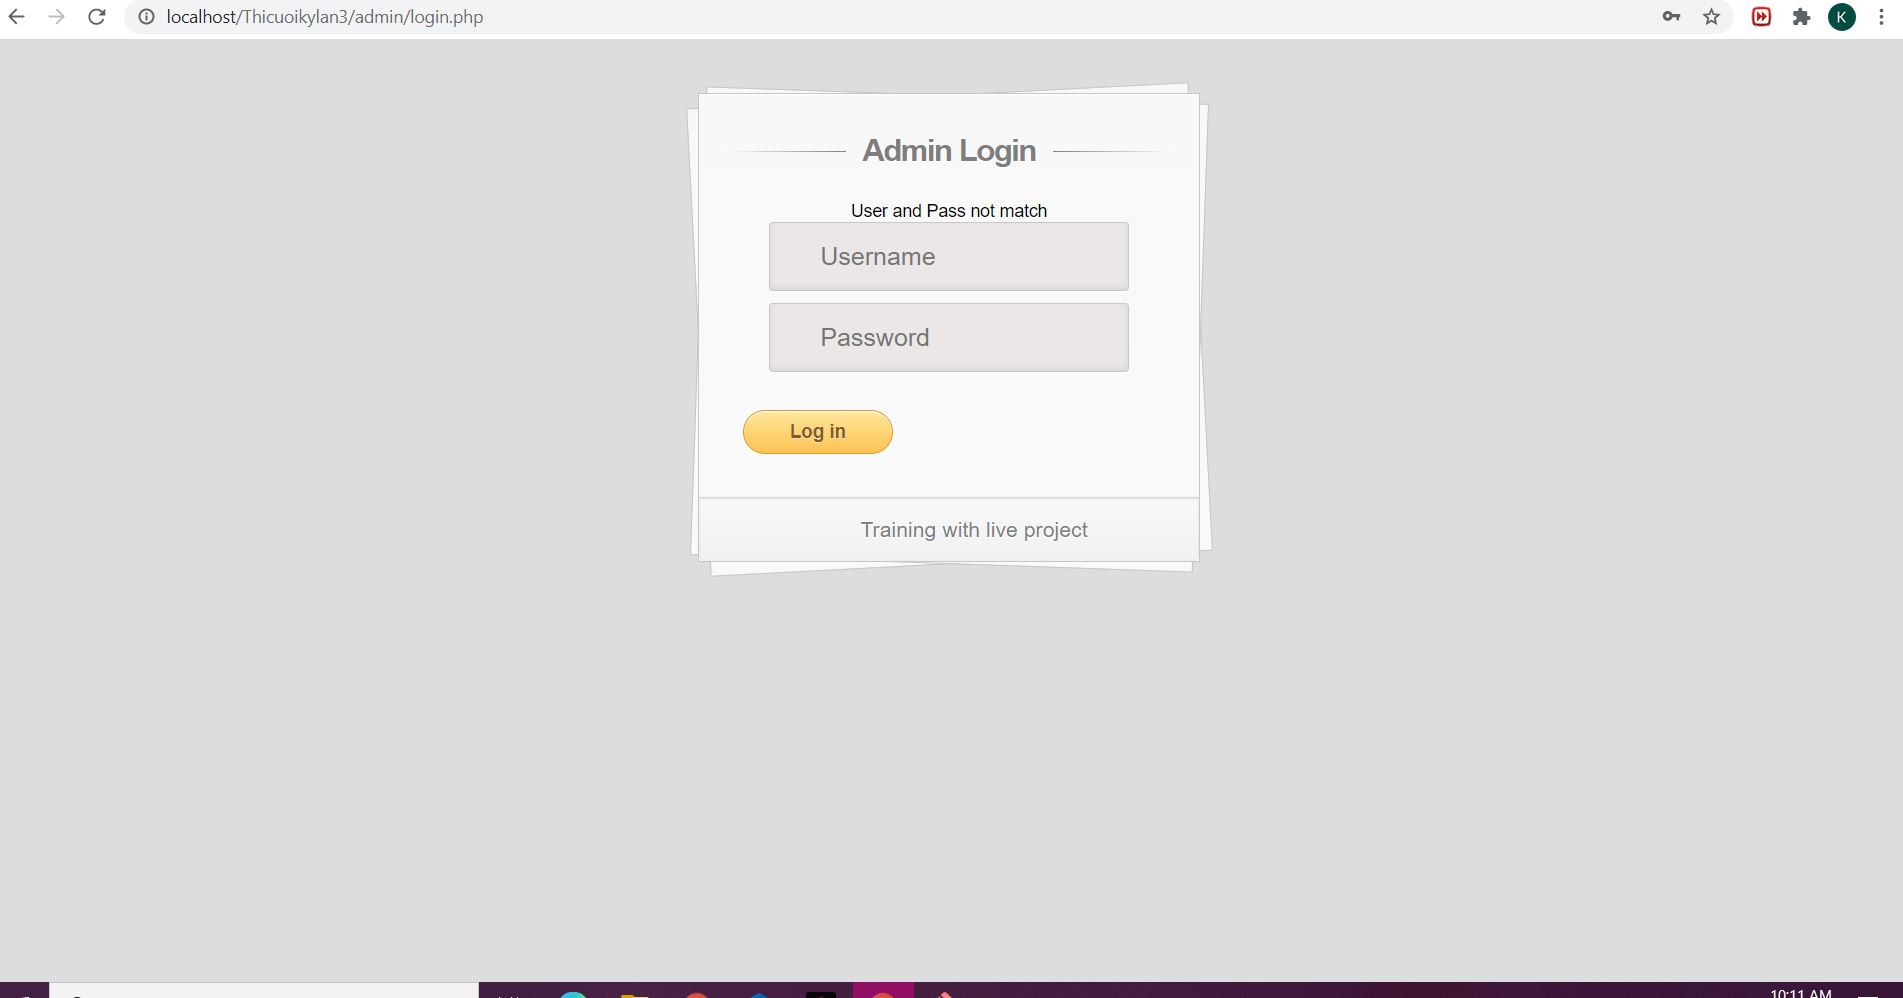 localhost/Thicuoikylan3/admin/login.php
K
Admin Login
User and Pass not match
Username
Password
Log in
Training with live project
10:11 AM